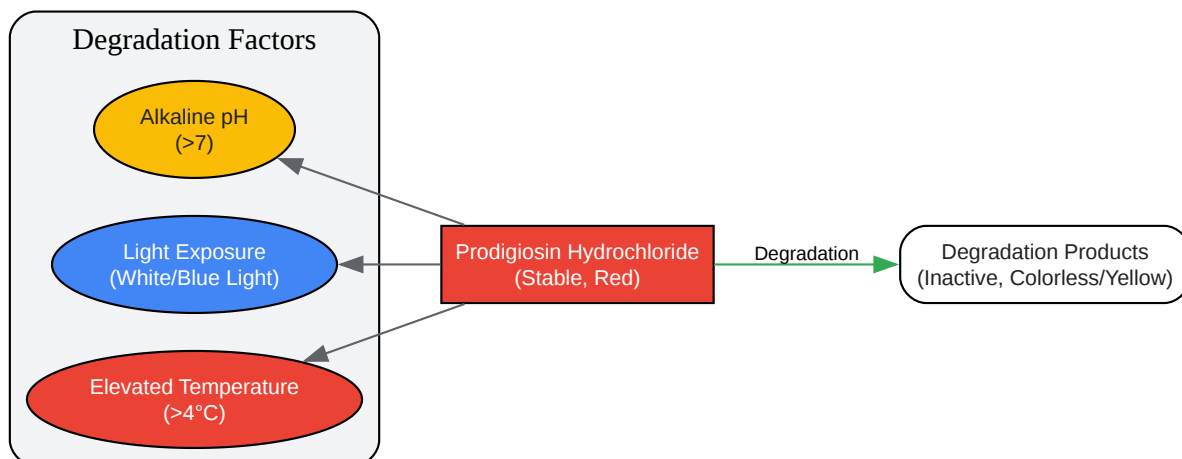 Degradation Factors
Alkaline pH
(>7)
Light Exposure
(White/Blue Light)
Elevated Temperature
(>4°C)
Prodigiosin Hydrochloride
(Stable, Red)
Degradation
Degradation Products
(Inactive, Colorless/Yellow)